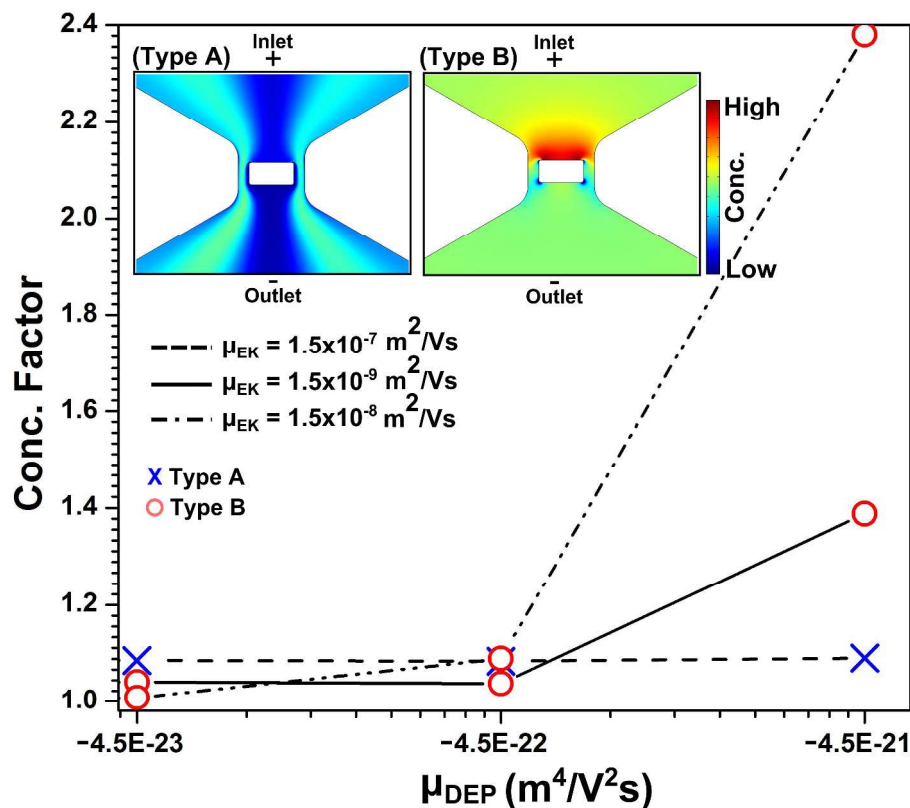 2.4
2.2
2.0
1.8
1.6
1.4
1.2
1.0
Conc. Factor
(Type A)
Inlet
+
-
Outlet
(Type B)
Inlet
+
-
Outlet
High
Conc.
Low
μEK = 1.5x10-7 m2/Vs
μEK = 1.5x10-9 m2/Vs
μEK = 1.5x10-8 m2/Vs
X Type A
O Type B
−4.5E-23
−4.5E-22
−4.5E-21
μDEP (m4/V2s)